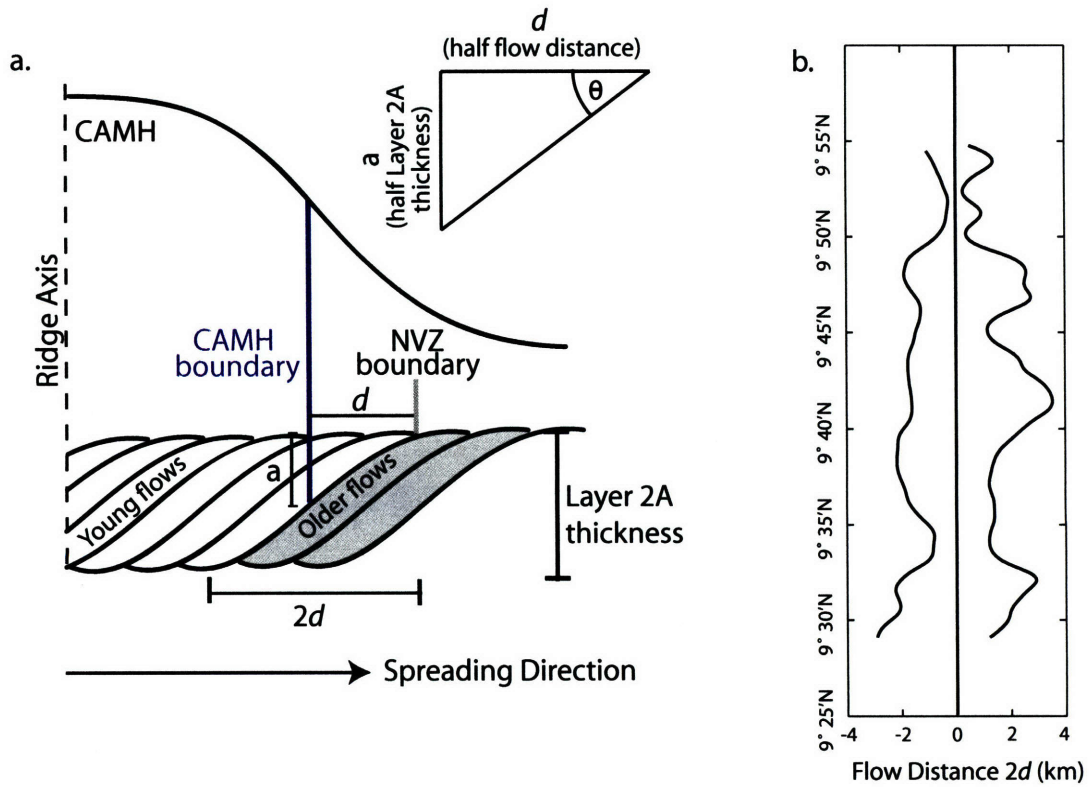 a.
CAMH
Ridge Axis
d
(half flow distance)
θ
a
(half Layer 2A
thickness)
CAMH
boundary
NVZ
boundary
d
a
Young flows
Older flows
Layer 2A
thickness
2d
Spreading Direction
b.
9° 55'N
9° 50'N
9° 45'N
9° 40'N
9° 35'N
9° 30'N
9° 25'N
-4 -2 0 2 4
Flow Distance 2d (km)